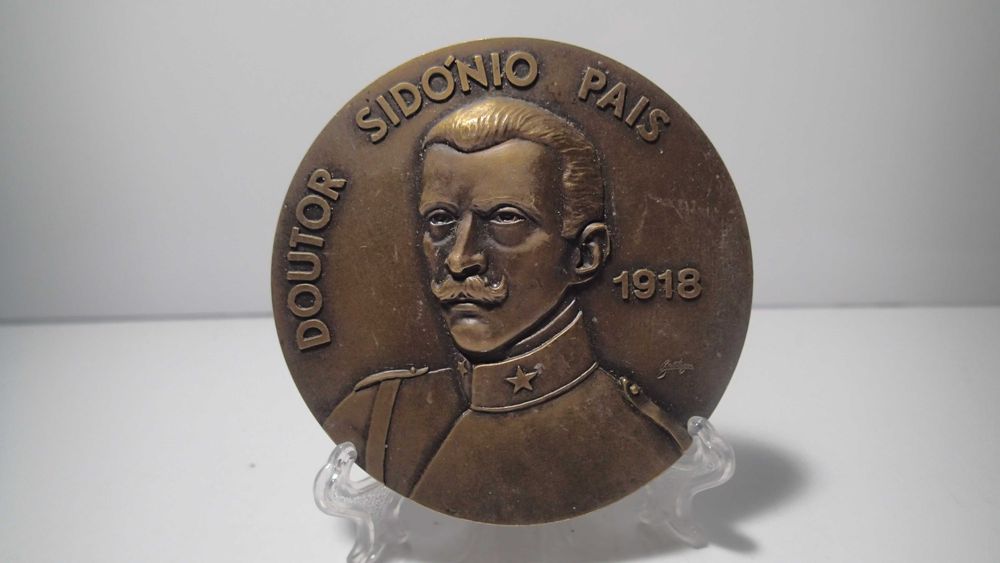 DOUTOR SIDÓNIO PAIS
1918